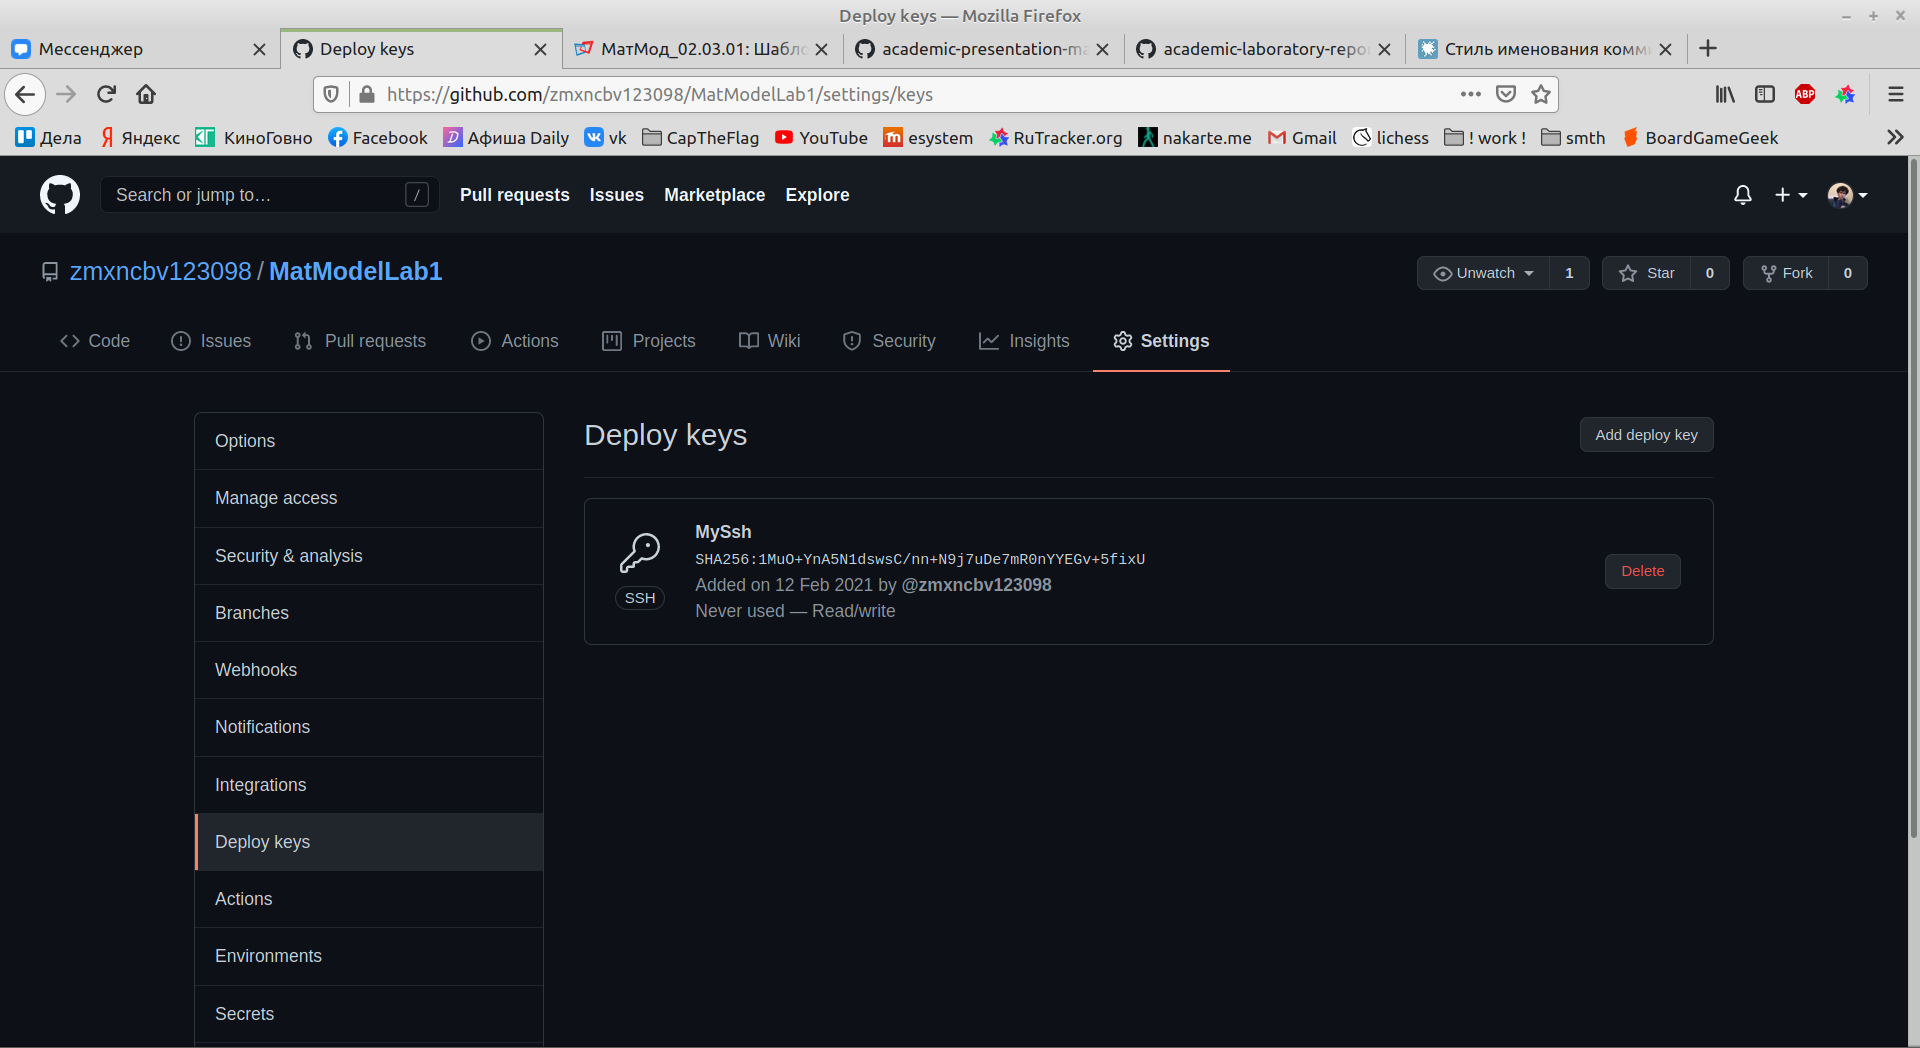 Deploy keys — Mozilla Firefox
Мессенджер
Deploy keys
МатМод_02.03.01: Шабло
academic-presentation-ma
academic-laboratory-repo
Стиль именования комм
https://github.com/zmxncbv123098/MatModelLab1/settings/keys
ABP
Дела
Яндекс
КиноГовно
Facebook
Афиша Daily
vk
CapTheFlag
YouTube
esystem
RuTracker.org
nakarte.me
Gmail
lichess
! work !
smth
BoardGameGeek
Search or jump to… /
Pull requests
Issues
Marketplace
Explore
zmxncbv123098 / MatModelLab1
Unwatch 1
Star 0
Fork 0
Code
Issues
Pull requests
Actions
Projects
Wiki
Security
Insights
Settings
Options
Manage access
Security & analysis
Branches
Webhooks
Notifications
Integrations
Deploy keys
Actions
Environments
Secrets
Deploy keys
Add deploy key
SSH
MySsh
SHA256:1MuO+YnA5N1dswsC/nn+N9j7uDe7mR0nYYEGv+5fixU
Added on 12 Feb 2021 by @zmxncbv123098
Never used — Read/write
Delete